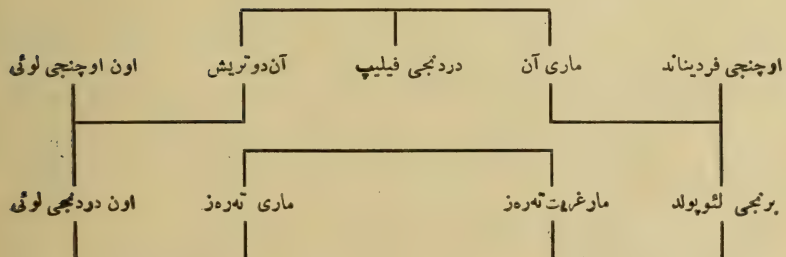 اوچنجی فردیناند ماری آن دردنجی فیلیپ آن‌دوتریش اون اوچنجی لوئی
برنجی لئوپولد مارغریت تەرەز ماری تەرەز اون دردنجی لوئی